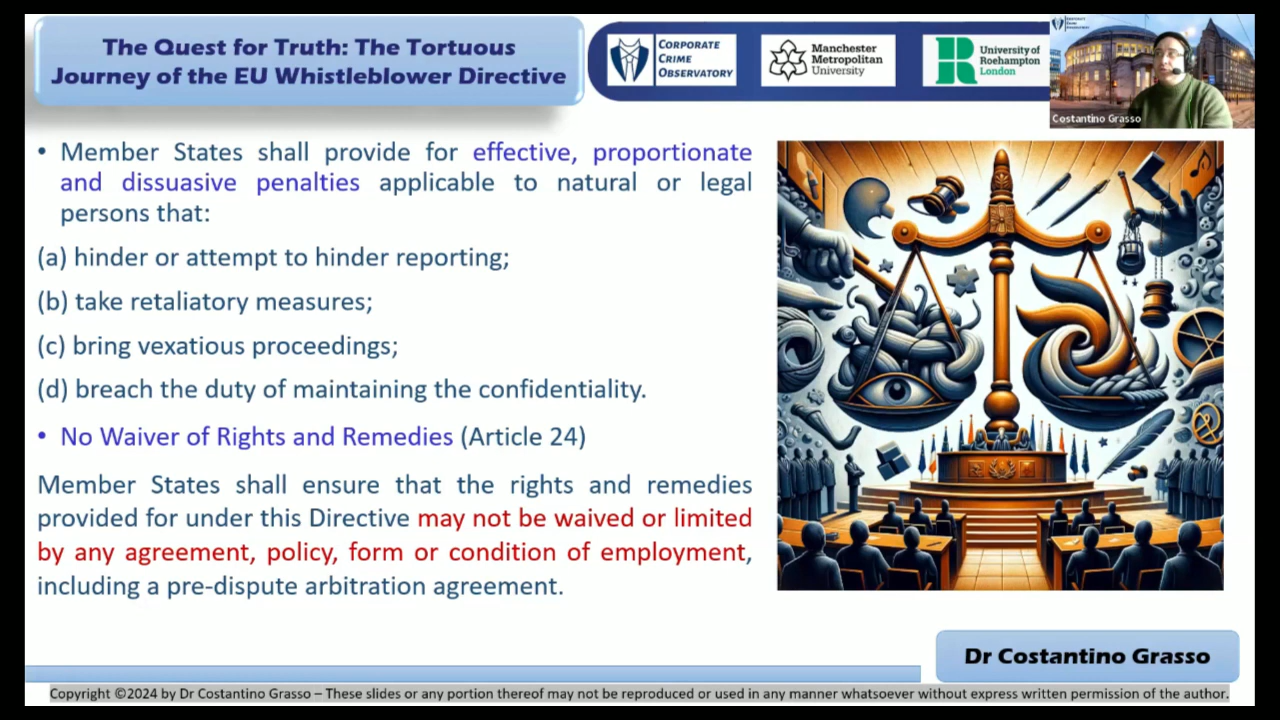 The Quest for Truth: The Tortuous
Journey of the EU Whistleblower Directive
CORPORATE
CRIME
OBSERVATORY
Manchester
Metropolitan
University
University of
Roehampton
London
Costantino Grasso
• Member States shall provide for effective, proportionate
and dissuasive penalties applicable to natural or legal
persons that:
(a) hinder or attempt to hinder reporting;
(b) take retaliatory measures;
(c) bring vexatious proceedings;
(d) breach the duty of maintaining the confidentiality.
• No Waiver of Rights and Remedies (Article 24)
Member States shall ensure that the rights and remedies
provided for under this Directive may not be waived or limited
by any agreement, policy, form or condition of employment,
including a pre-dispute arbitration agreement.
Dr Costantino Grasso
Copyright ©2024 by Dr Costantino Grasso – These slides or any portion thereof may not be reproduced or used in any manner whatsoever without express written permission of the author.